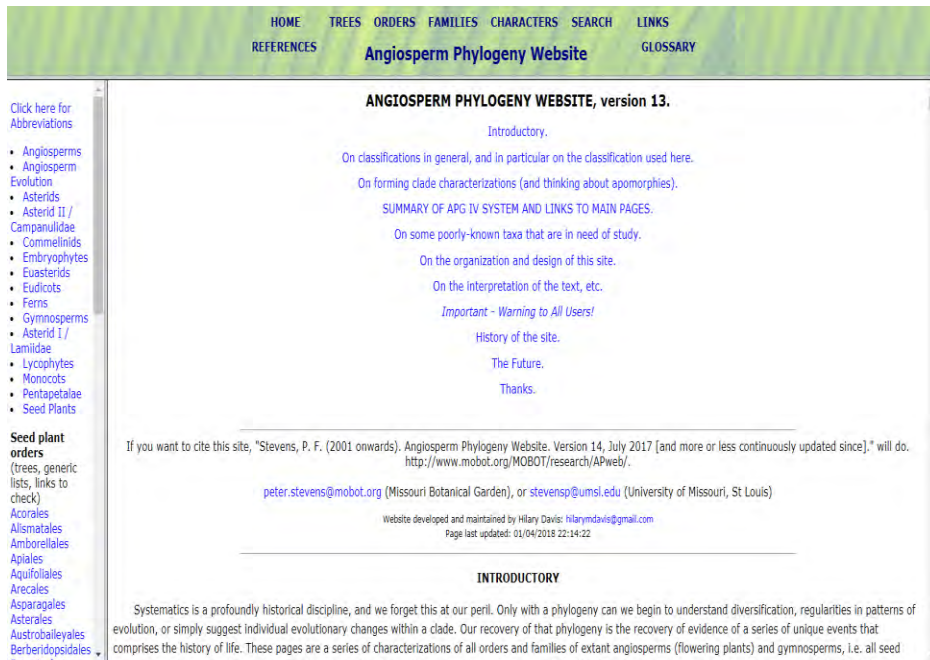 HOME TREES ORDERS FAMILIES CHARACTERS SEARCH LINKS
REFERENCES Angiosperm Phylogeny Website GLOSSARY
Click here for
Abbreviations
• Angiosperms
• Angiosperm
Evolution
• Asterids
• Asterid II /
Campanulidae
• Commelinids
• Embryophytes
• Euasterids
• Eudicots
• Ferns
• Gymnosperms
• Asterid I /
Lamiidae
• Lycophytes
• Monocots
• Pentapetalae
• Seed Plants
Seed plant
orders
(trees, generic
lists, links to
check)
Acorales
Alismatales
Amborellales
Apiales
Aquifoliales
Arecales
Asparagales
Asterales
Austrobaileyales
Berberidopsidales
ANGIOSPERM PHYLOGENY WEBSITE, version 13.
Introductory.
On classifications in general, and in particular on the classification used here.
On forming clade characterizations (and thinking about apomorphies).
SUMMARY OF APG IV SYSTEM AND LINKS TO MAIN PAGES.
On some poorly-known taxa that are in need of study.
On the organization and design of this site.
On the interpretation of the text, etc.
Important - Warning to All Users!
History of the site.
The Future.
Thanks.
If you want to cite this site, "Stevens, P. F. (2001 onwards). Angiosperm Phylogeny Website. Version 14, July 2017 [and more or less continuously updated since]." will do.
http://www.mobot.org/MOBOT/research/APweb/.
peter.stevens@mobot.org (Missouri Botanical Garden), or stevensp@umsl.edu (University of Missouri, St Louis)
Website developed and maintained by Hilary Davis: hilarymdavis@gmail.com
Page last updated: 01/04/2018 22:14:22
INTRODUCTORY
Systematics is a profoundly historical discipline, and we forget this at our peril. Only with a phylogeny can we begin to understand diversification, regularities in patterns of
evolution, or simply suggest individual evolutionary changes within a clade. Our recovery of that phylogeny is the recovery of evidence of a series of unique events that
comprises the history of life. These pages are a series of characterizations of all orders and families of extant angiosperms (flowering plants) and gymnosperms, i.e. all seed